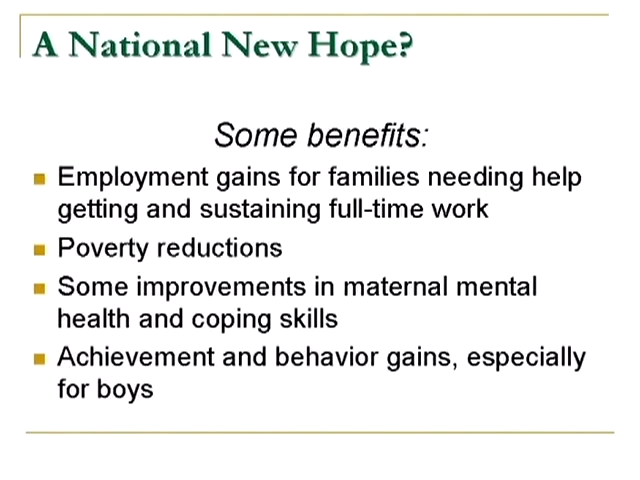 A National New Hope?
Some benefits:
Employment gains for families needing help
getting and sustaining full-time work
Poverty reductions
Some improvements in maternal mental
health and coping skills
Achievement and behavior gains, especially
for boys